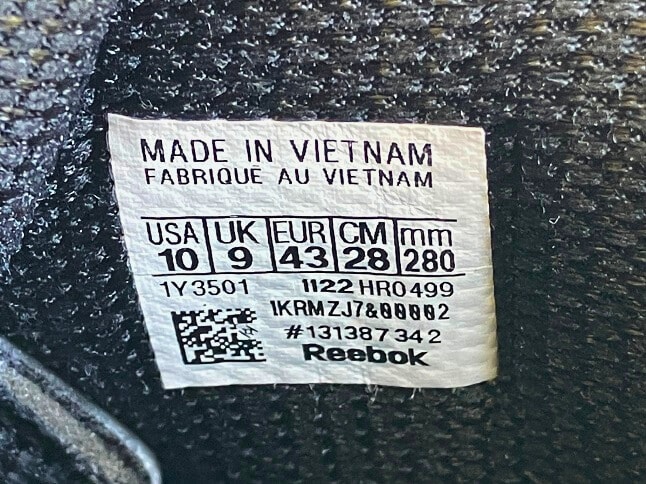 MADE IN VIETNAM
FABRIQUE AU VIETNAM
USA UK EUR CM mm
10 9 43 28 280
1Y3501 1122 HR0499
1KRMZJ7&00002
#131387342
Reebok